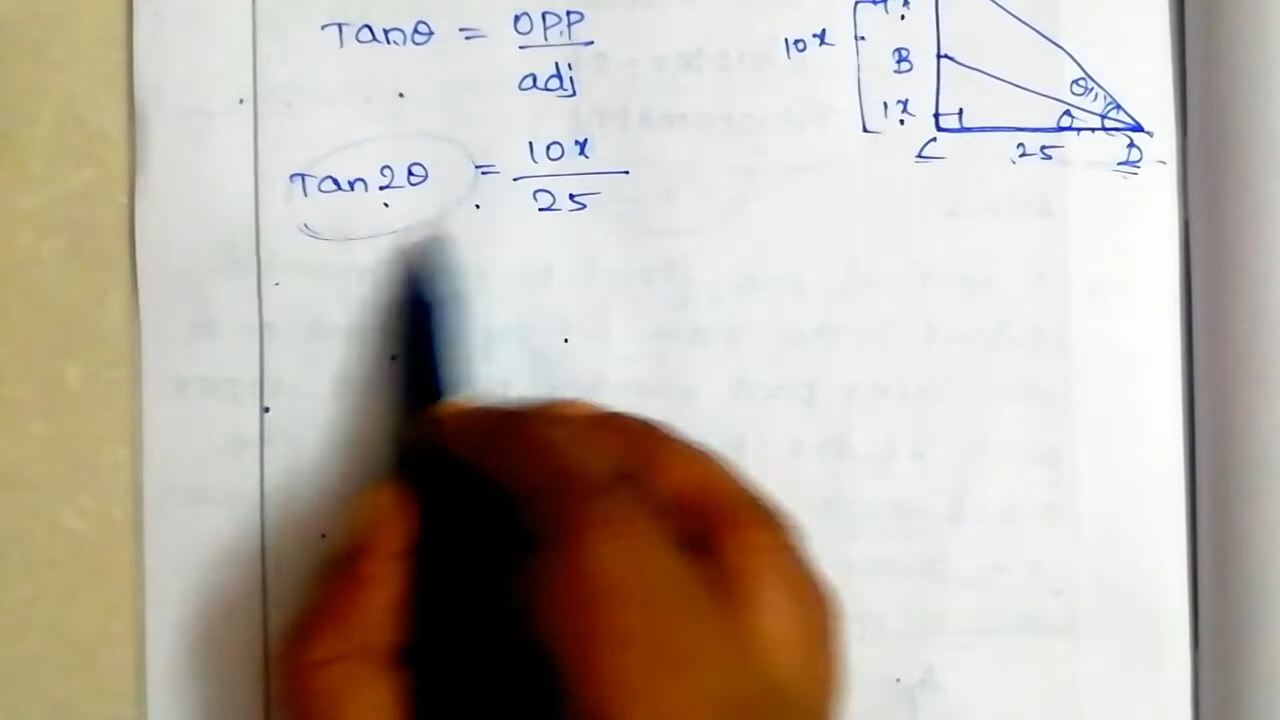 Tanθ = OPP / adj
Tan2θ = 10x / 25
10x
B
1x
θ
θ
C 25 D